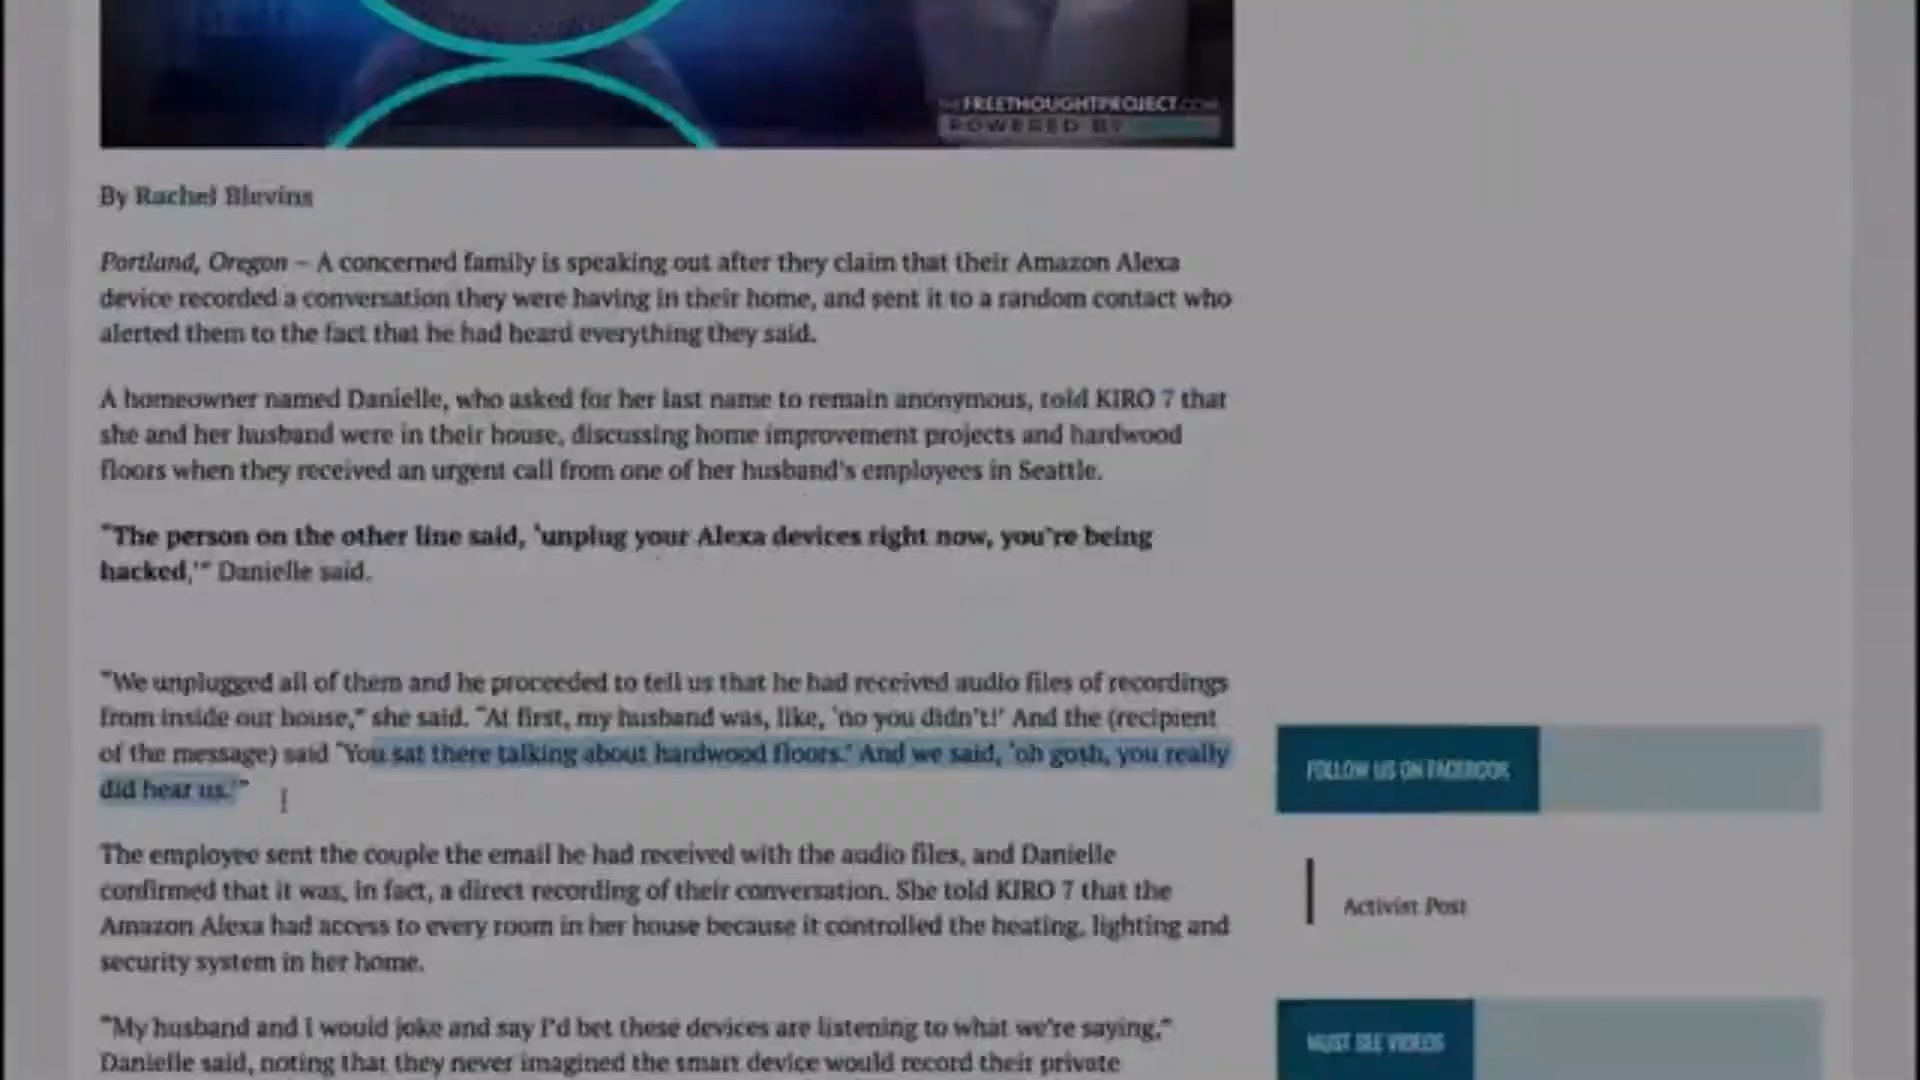 THEFREETHOUGHTPROJECT.COM
POWERED BY
By Rachel Blevins
Portland, Oregon – A concerned family is speaking out after they claim that their Amazon Alexa
device recorded a conversation they were having in their home, and sent it to a random contact who
alerted them to the fact that he had heard everything they said.
A homeowner named Danielle, who asked for her last name to remain anonymous, told KIRO 7 that
she and her husband were in their house, discussing home improvement projects and hardwood
floors when they received an urgent call from one of her husband's employees in Seattle.
"The person on the other line said, 'unplug your Alexa devices right now, you're being
hacked,'" Danielle said.
"We unplugged all of them and he proceeded to tell us that he had received audio files of recordings
from inside our house," she said. "At first, my husband was, like, 'no you didn't!' And the (recipient
of the message) said 'You sat there talking about hardwood floors.' And we said, 'oh gosh, you really
did hear us.'"
FOLLOW US ON FACEBOOK
The employee sent the couple the email he had received with the audio files, and Danielle
confirmed that it was, in fact, a direct recording of their conversation. She told KIRO 7 that the
Amazon Alexa had access to every room in her house because it controlled the heating, lighting and
security system in her home.
Activist Post
"My husband and I would joke and say I'd bet these devices are listening to what we're saying,"
Danielle said, noting that they never imagined the smart device would record their private
MUST SEE VIDEOS